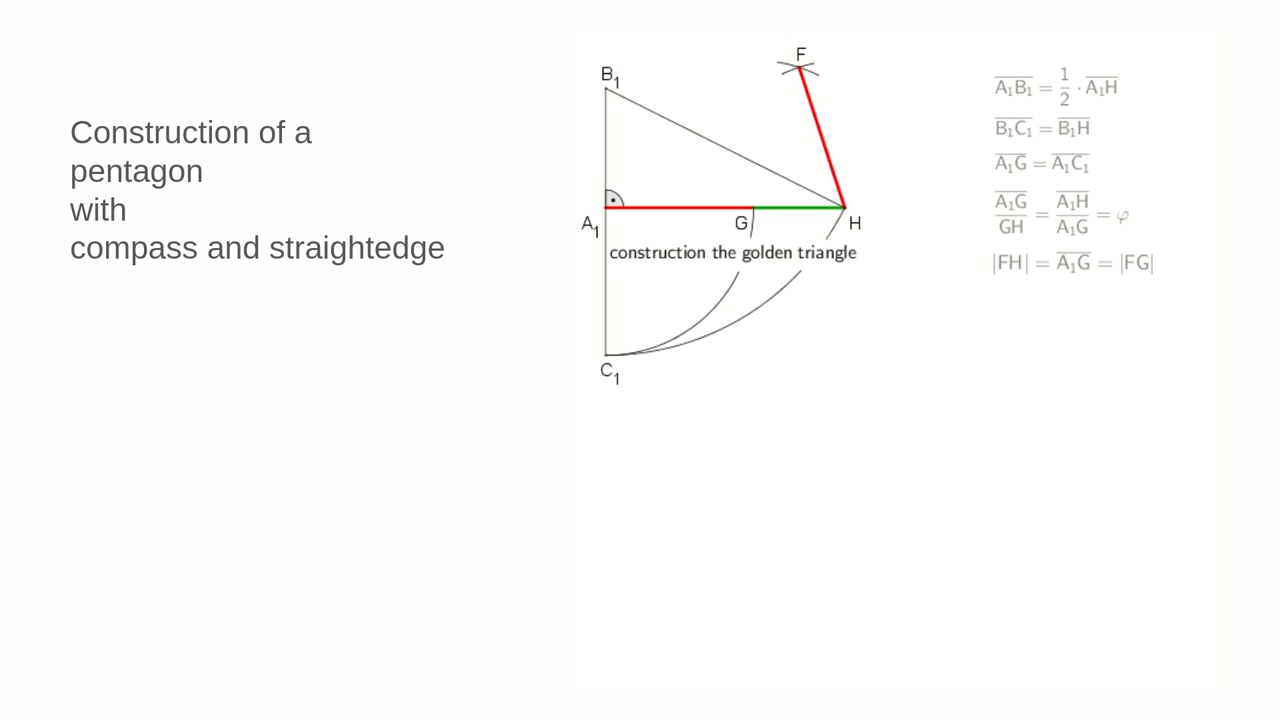 Construction of a
pentagon
with
compass and straightedge
F
B₁
A₁
G
H
construction the golden triangle
C₁
A₁B₁ = 1/2 · A₁H
B₁C₁ = B₁H
A₁G = A₁C₁
A₁G/GH = A₁H/A₁G = φ
|FH| = A₁G = |FG|